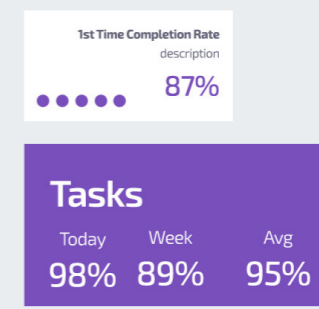 1st Time Completion Rate
description
87%
Tasks
Today Week Avg
98% 89% 95%